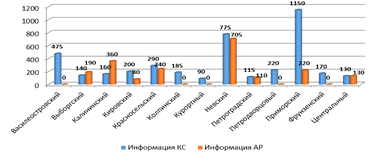 1200
1000
800
600
400
200
0
475 0
140 190
160 360
200 80
290 240
185 0
90 0
775 705
115 110
220 0
1150 220
170 0
130 130
Василеостровский
Выборгский
Калининский
Кировский
Красносельский
Колпинский
Курортный
Невский
Петроградский
Петродворцовый
Приморский
Фрунзенский
Центральный
Информация КС Информация АР